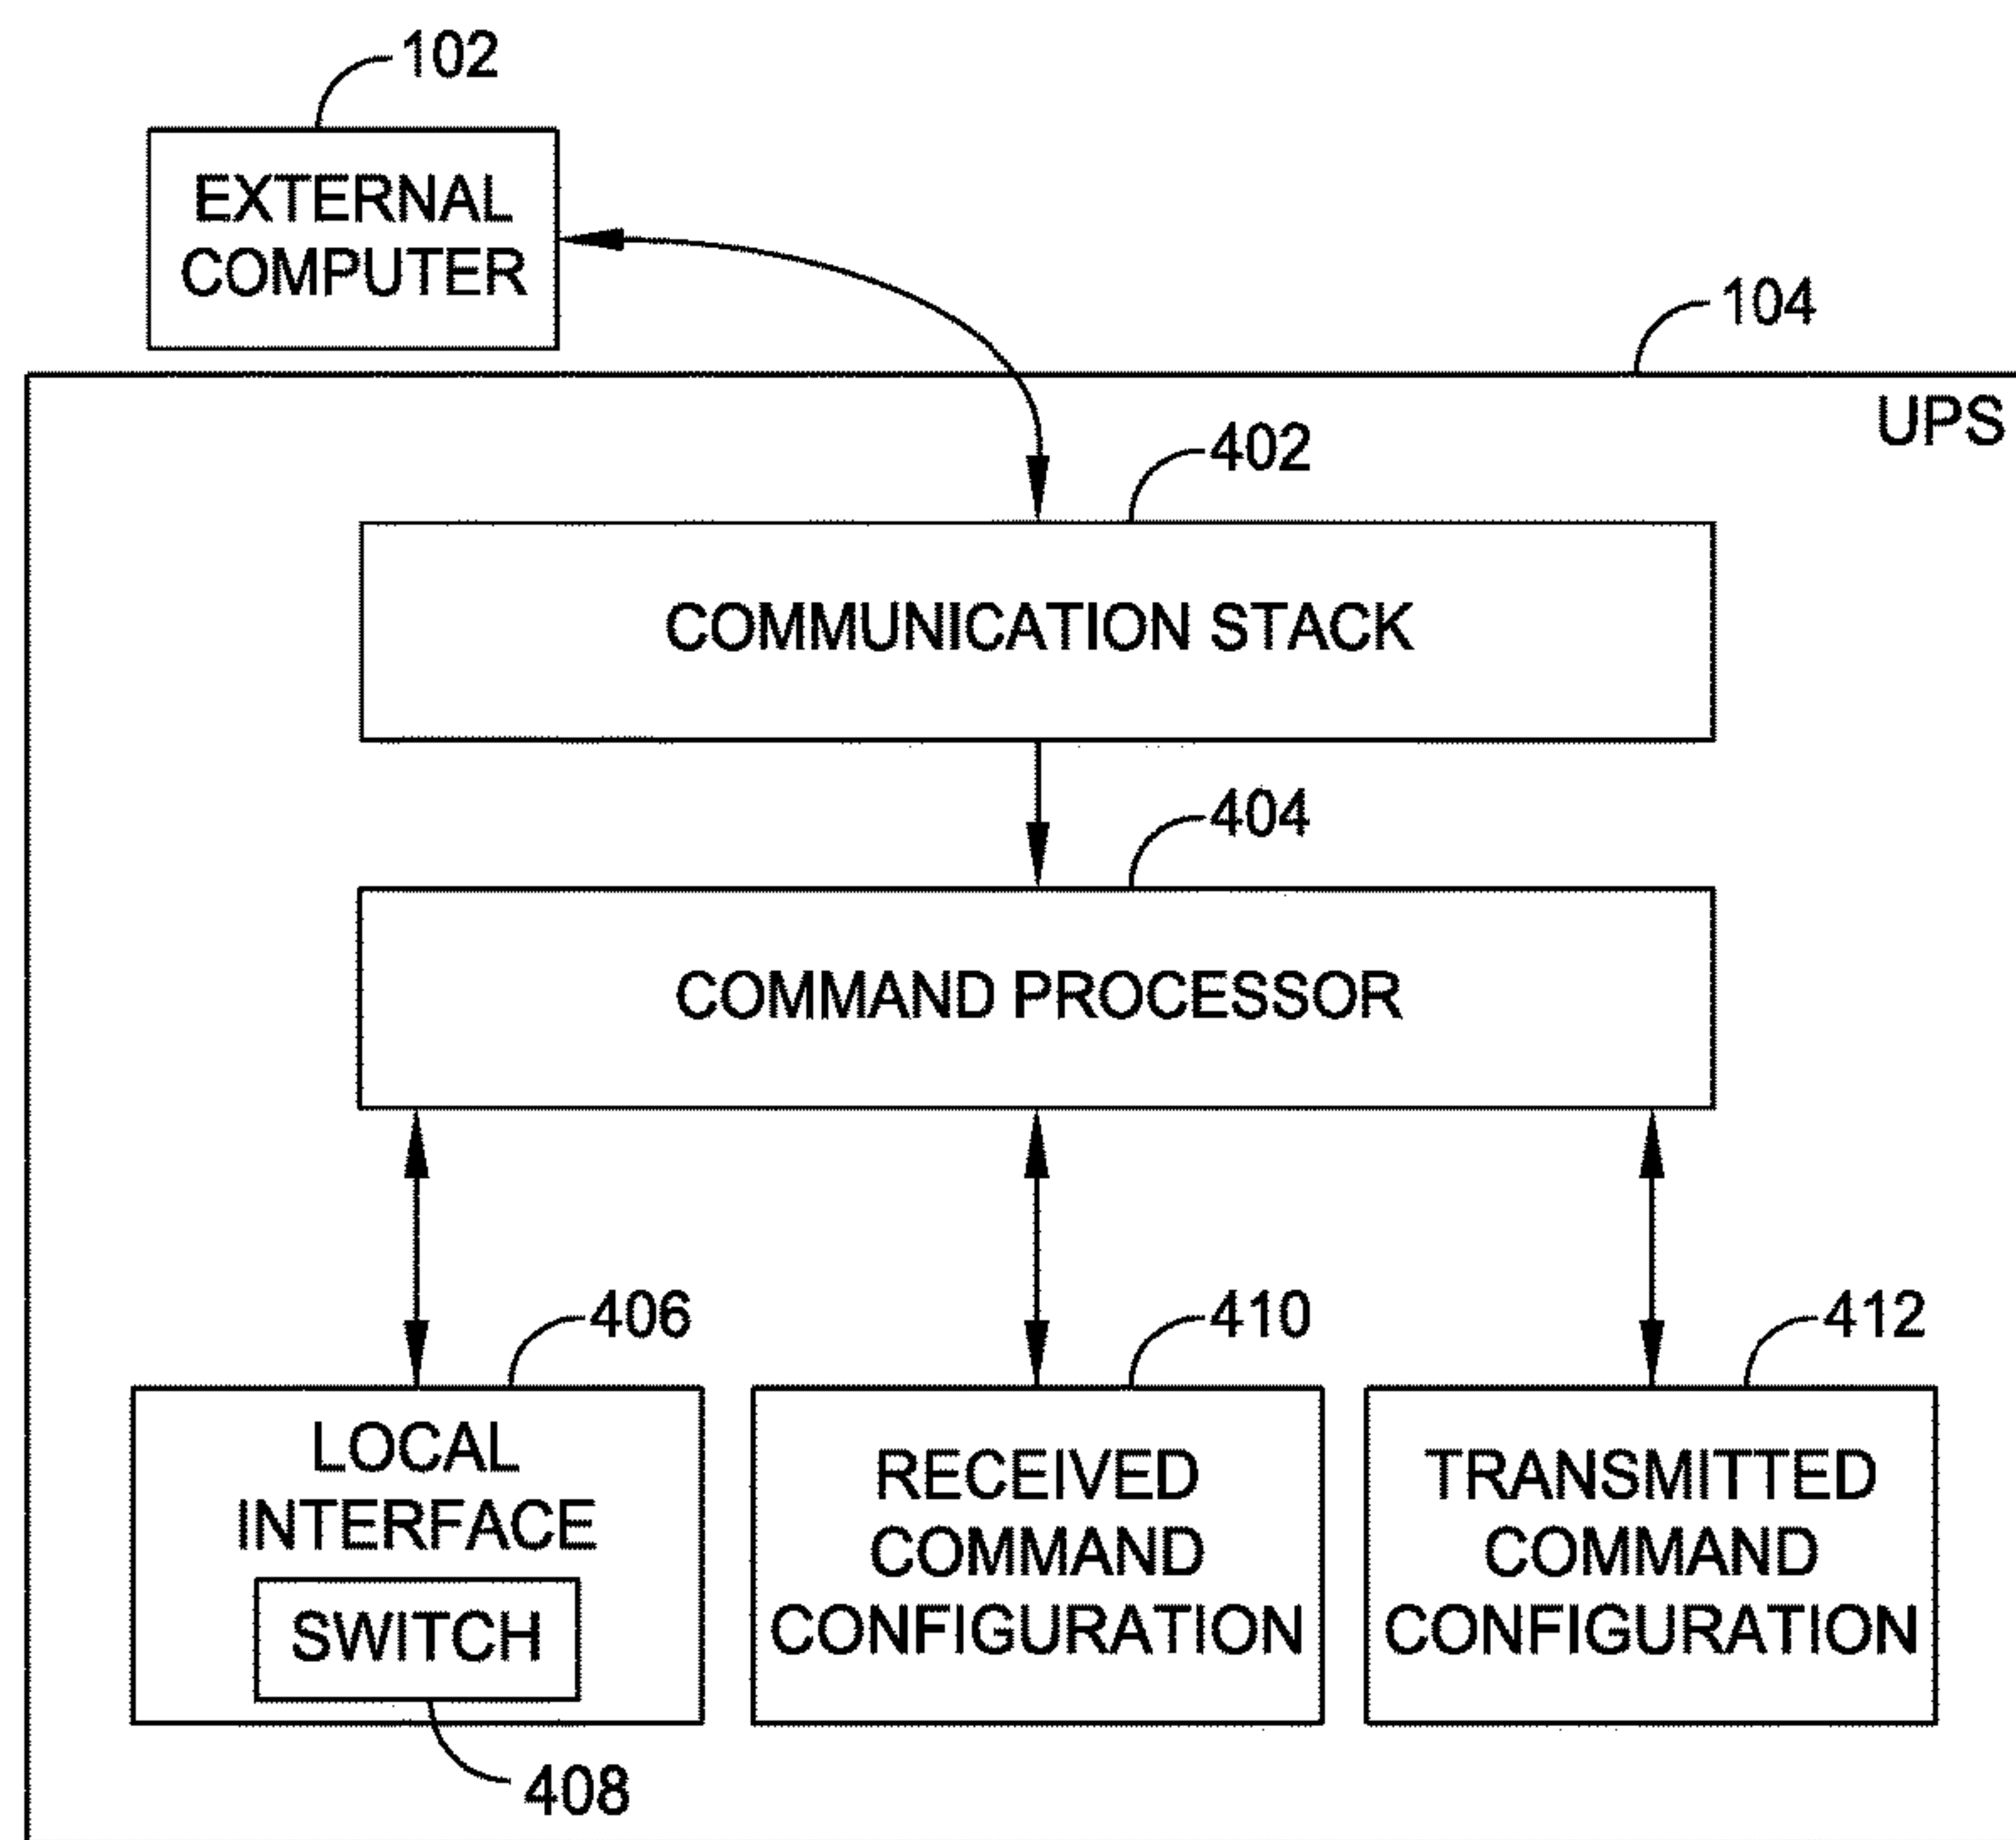 102
EXTERNAL
COMPUTER
104
UPS
402
COMMUNICATION STACK
404
COMMAND PROCESSOR
406
410
412
LOCAL
INTERFACE
SWITCH
408
RECEIVED
COMMAND
CONFIGURATION
TRANSMITTED
COMMAND
CONFIGURATION